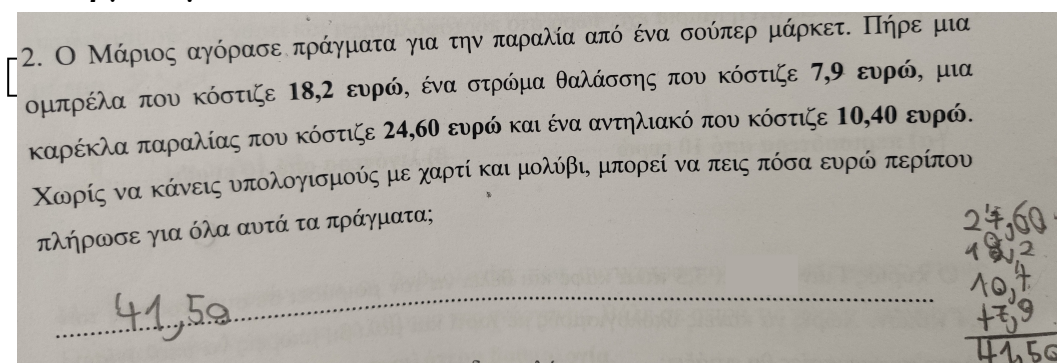 2. Ο Μάριος αγόρασε πράγματα για την παραλία από ένα σούπερ μάρκετ. Πήρε μια
ομπρέλα που κόστιζε 18,2 ευρώ, ένα στρώμα θαλάσσης που κόστιζε 7,9 ευρώ, μια
καρέκλα παραλίας που κόστιζε 24,60 ευρώ και ένα αντηλιακό που κόστιζε 10,40 ευρώ.
Χωρίς να κάνεις υπολογισμούς με χαρτί και μολύβι, μπορεί να πεις πόσα ευρώ περίπου
πλήρωσε για όλα αυτά τα πράγματα;
24,60
18,2
10,4
+7,9
41,50
41,50